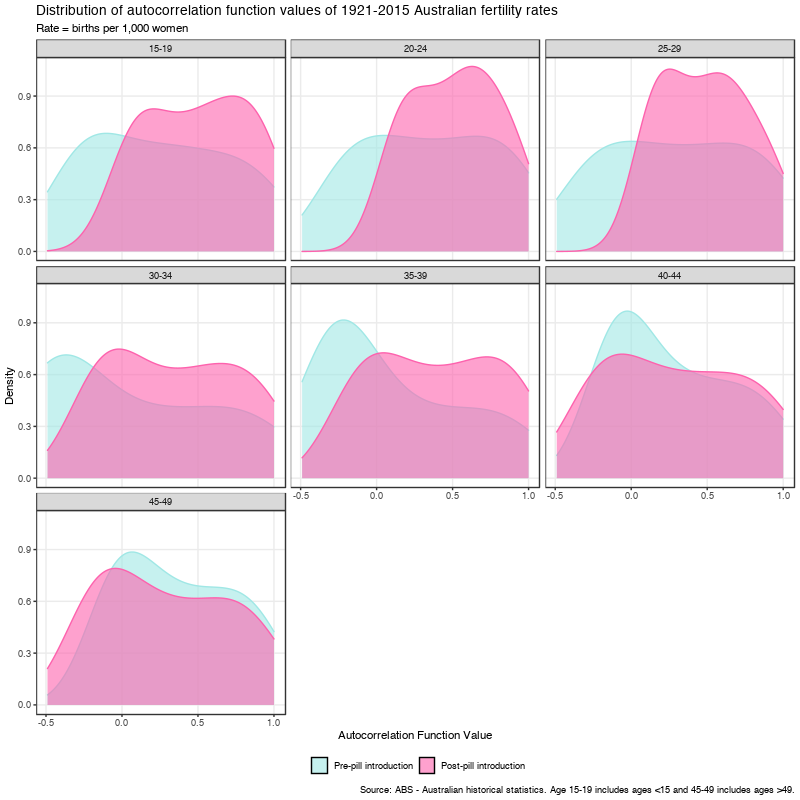 Distribution of autocorrelation function values of 1921-2015 Australian fertility rates
Rate = births per 1,000 women
15-19
20-24
25-29
0.9
0.6
0.3
0.0
30-34
35-39
40-44
0.9
0.6
0.3
0.0
-0.5 0.0 0.5 1.0
-0.5 0.0 0.5 1.0
45-49
0.9
0.6
0.3
0.0
-0.5 0.0 0.5 1.0
Density
Autocorrelation Function Value
Pre-pill introduction
Post-pill introduction
Source: ABS - Australian historical statistics. Age 15-19 includes ages <15 and 45-49 includes ages >49.